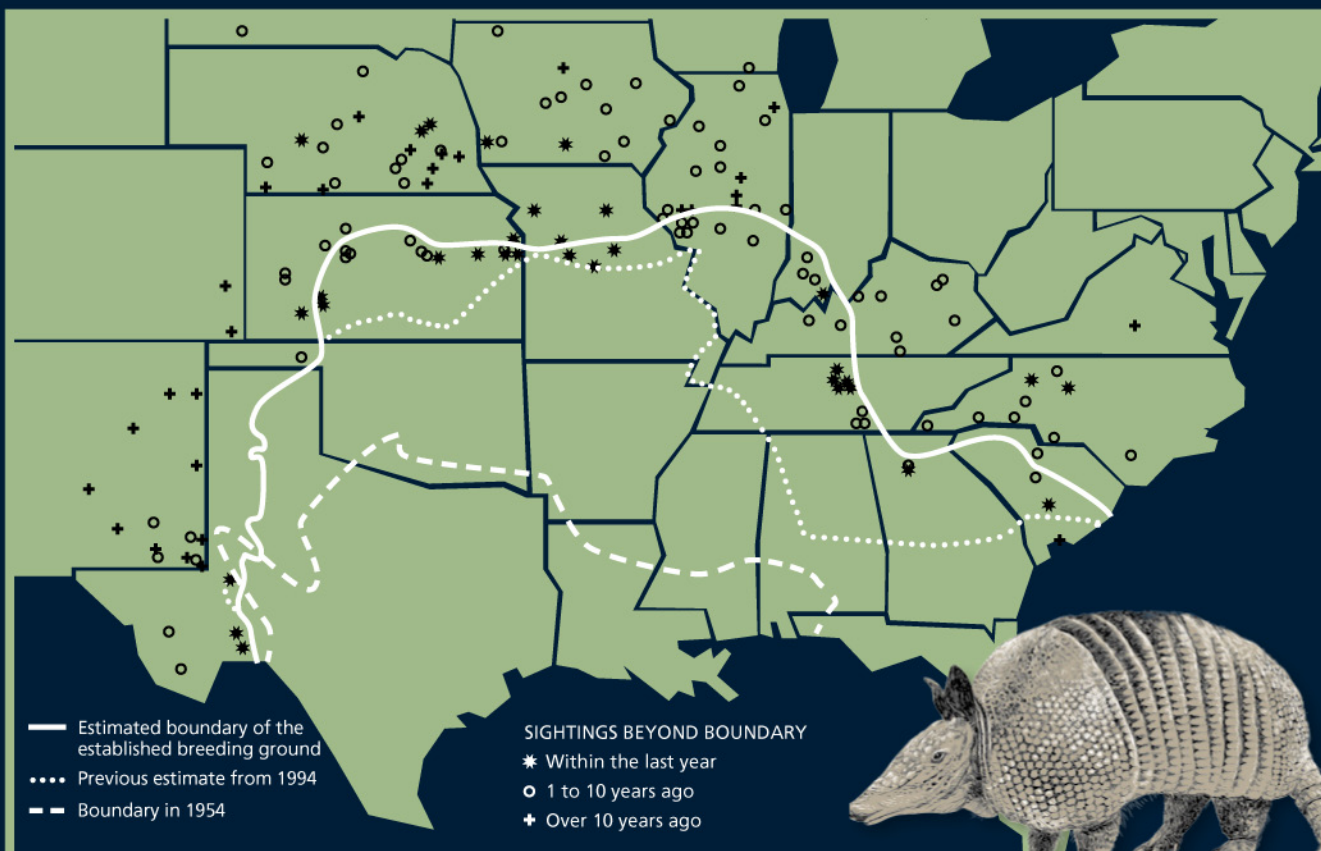 Estimated boundary of the
established breeding ground
Previous estimate from 1994
Boundary in 1954
SIGHTINGS BEYOND BOUNDARY
Within the last year
1 to 10 years ago
Over 10 years ago